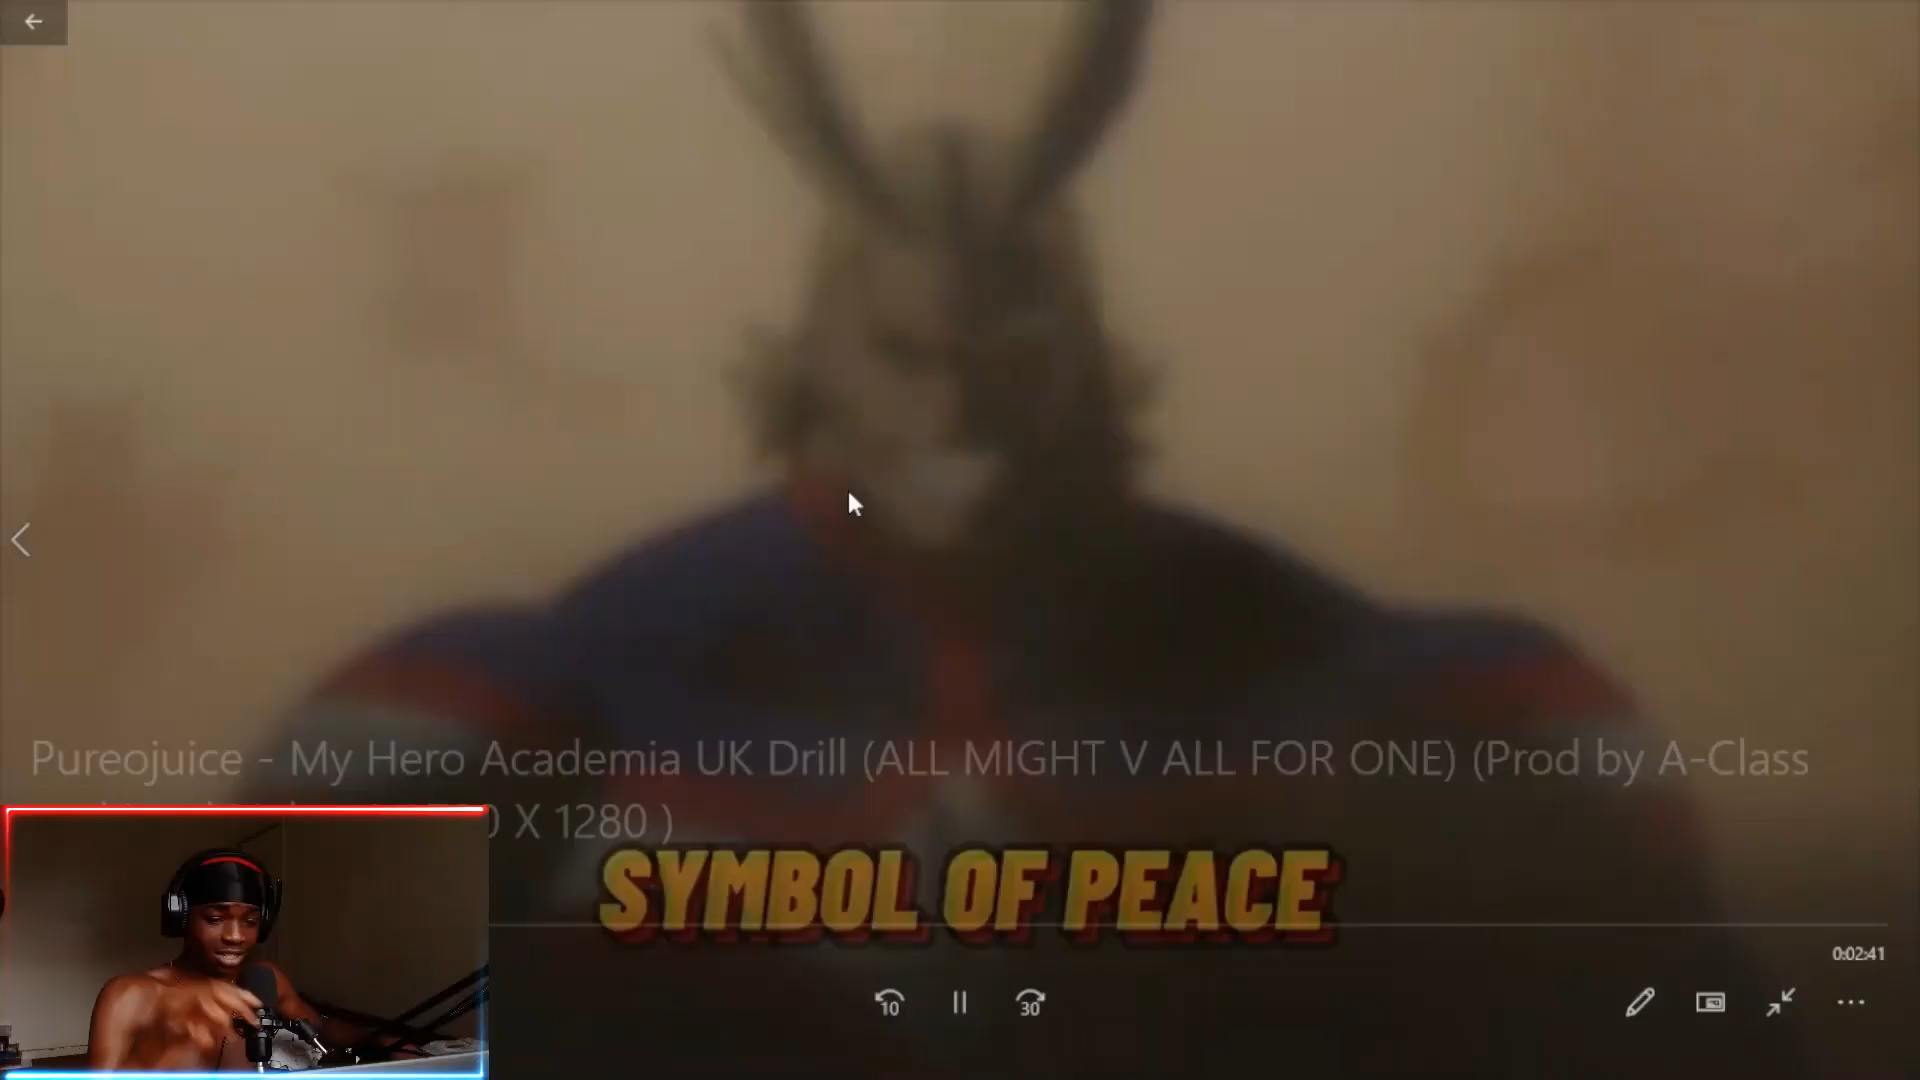 Pureojuice - My Hero Academia UK Drill (ALL MIGHT V ALL FOR ONE) (Prod by A-Class
X 1280 )
SYMBOL OF PEACE
0:02:41
10
30